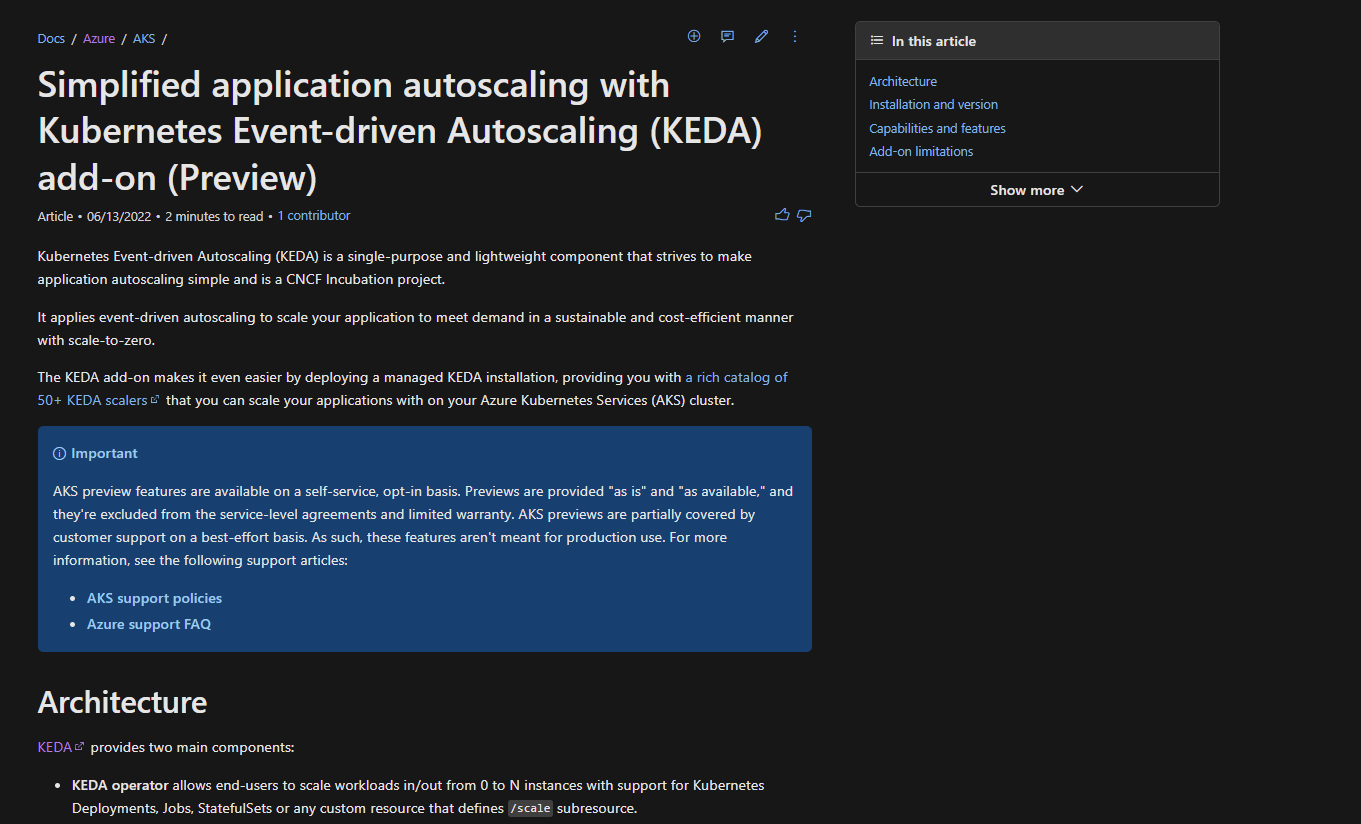 Docs / Azure / AKS /
Simplified application autoscaling with
Kubernetes Event-driven Autoscaling (KEDA)
add-on (Preview)
Article • 06/13/2022 • 2 minutes to read • 1 contributor
Kubernetes Event-driven Autoscaling (KEDA) is a single-purpose and lightweight component that strives to make
application autoscaling simple and is a CNCF Incubation project.
It applies event-driven autoscaling to scale your application to meet demand in a sustainable and cost-efficient manner
with scale-to-zero.
The KEDA add-on makes it even easier by deploying a managed KEDA installation, providing you with a rich catalog of
50+ KEDA scalers that you can scale your applications with on your Azure Kubernetes Services (AKS) cluster.
Important
AKS preview features are available on a self-service, opt-in basis. Previews are provided "as is" and "as available," and
they're excluded from the service-level agreements and limited warranty. AKS previews are partially covered by
customer support on a best-effort basis. As such, these features aren't meant for production use. For more
information, see the following support articles:
• AKS support policies
• Azure support FAQ
Architecture
KEDA provides two main components:
• KEDA operator allows end-users to scale workloads in/out from 0 to N instances with support for Kubernetes
Deployments, Jobs, StatefulSets or any custom resource that defines /scale subresource.
In this article
Architecture
Installation and version
Capabilities and features
Add-on limitations
Show more